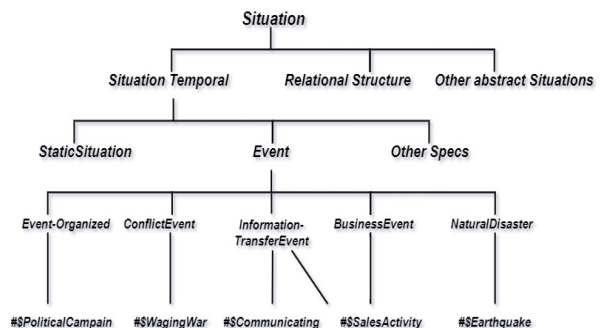 Situation
Situation Temporal Relational Structure Other abstract Situations
StaticSituation Event Other Specs
Event-Organized ConflictEvent Information- BusinessEvent NaturalDisaster
TransferEvent
#$PoliticalCampain #$WagingWar #$Communicating #$SalesActivity #$Earthquake